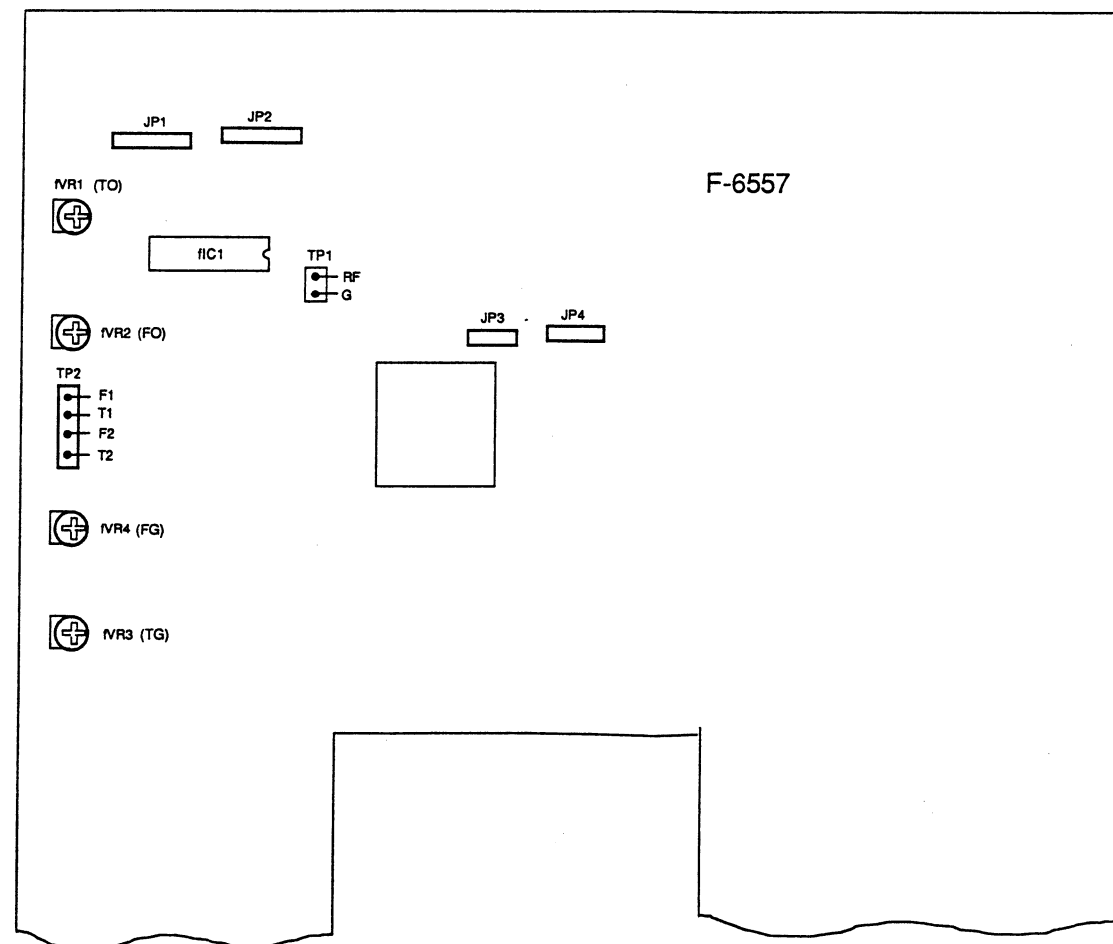 JP1
JP2
fVR1 (TO)
F-6557
fIC1
TP1
RF
G
fVR2 (FO)
JP3
JP4
TP2
F1
T1
F2
T2
fVR4 (FG)
fVR3 (TG)